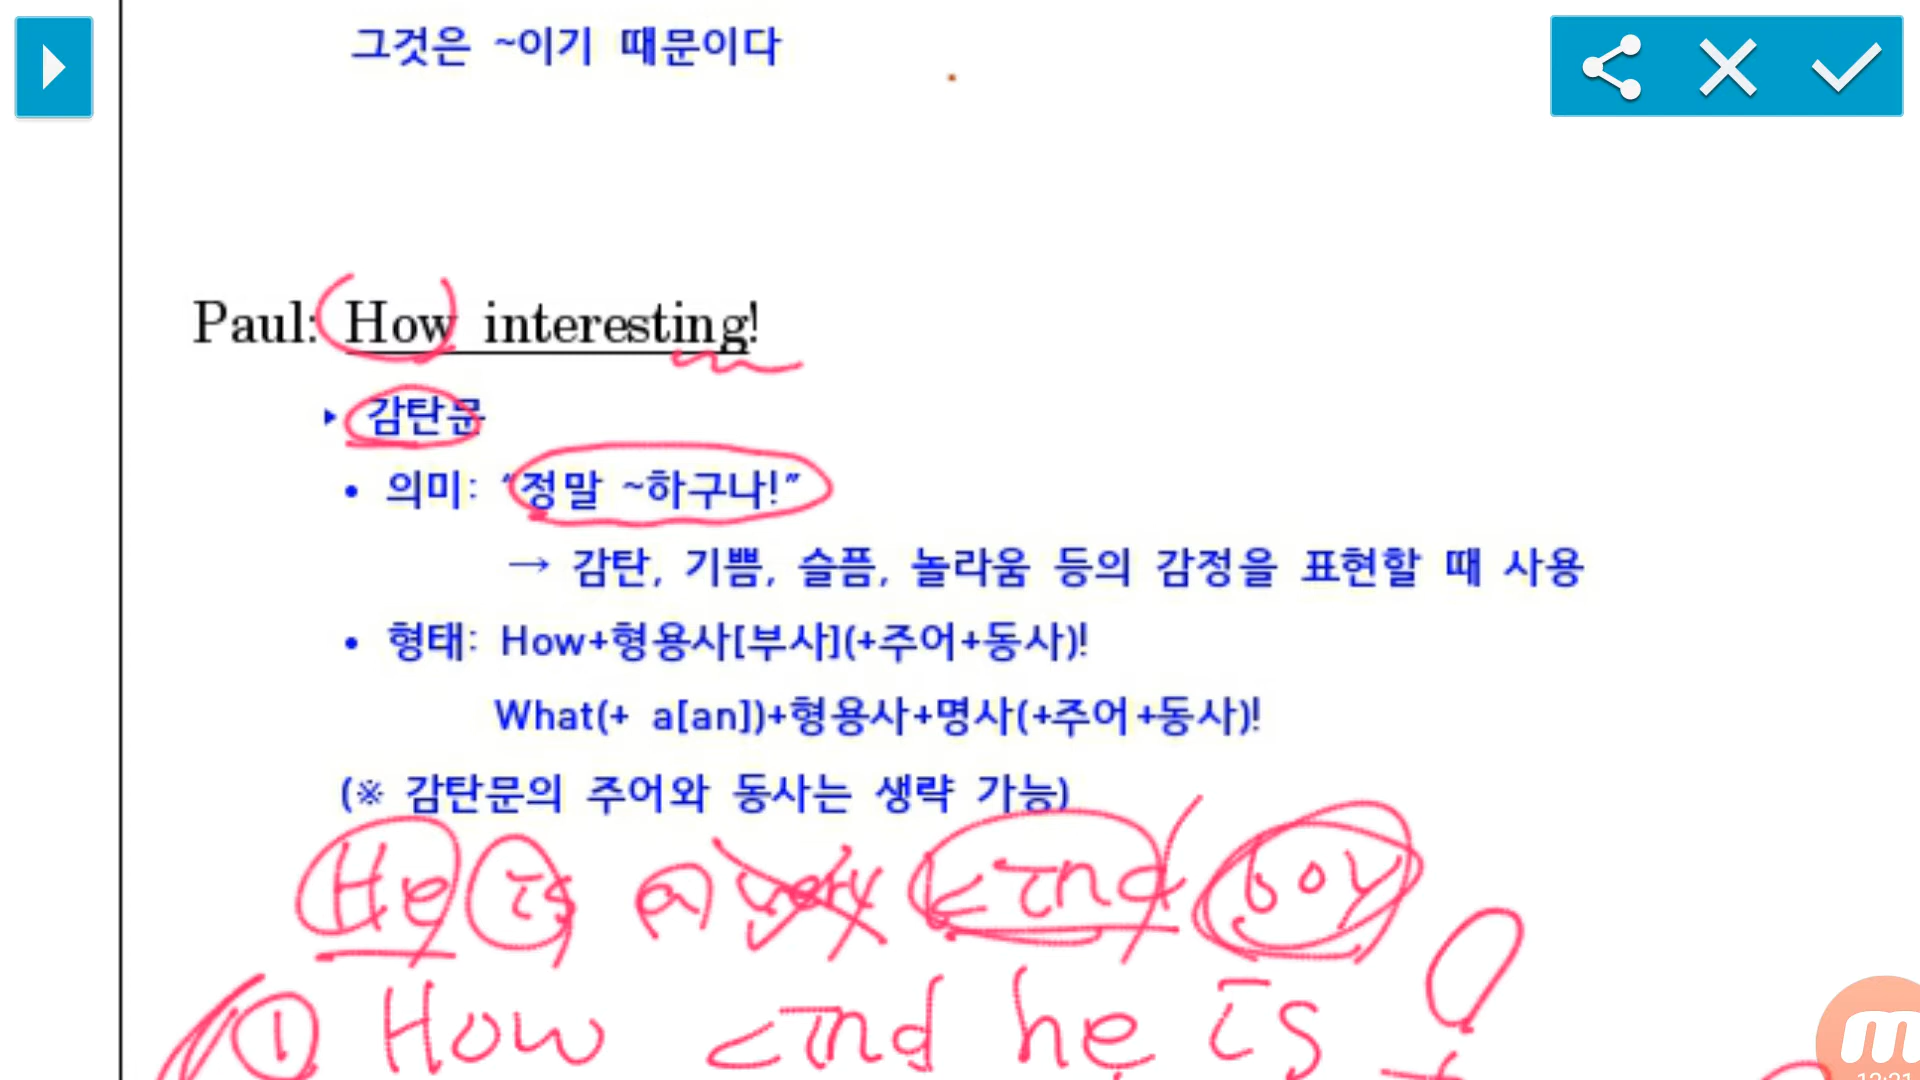 그것은 ~이기 때문이다
Paul: How interesting!
▸ 감탄문
• 의미: “정말 ~하구나!”
→ 감탄, 기쁨, 슬픔, 놀라움 등의 감정을 표현할 때 사용
• 형태: How+형용사[부사](+주어+동사)!
What(+ a[an])+형용사+명사(+주어+동사)!
(※ 감탄문의 주어와 동사는 생략 가능)
He is a very kind boy
① How kind he is !